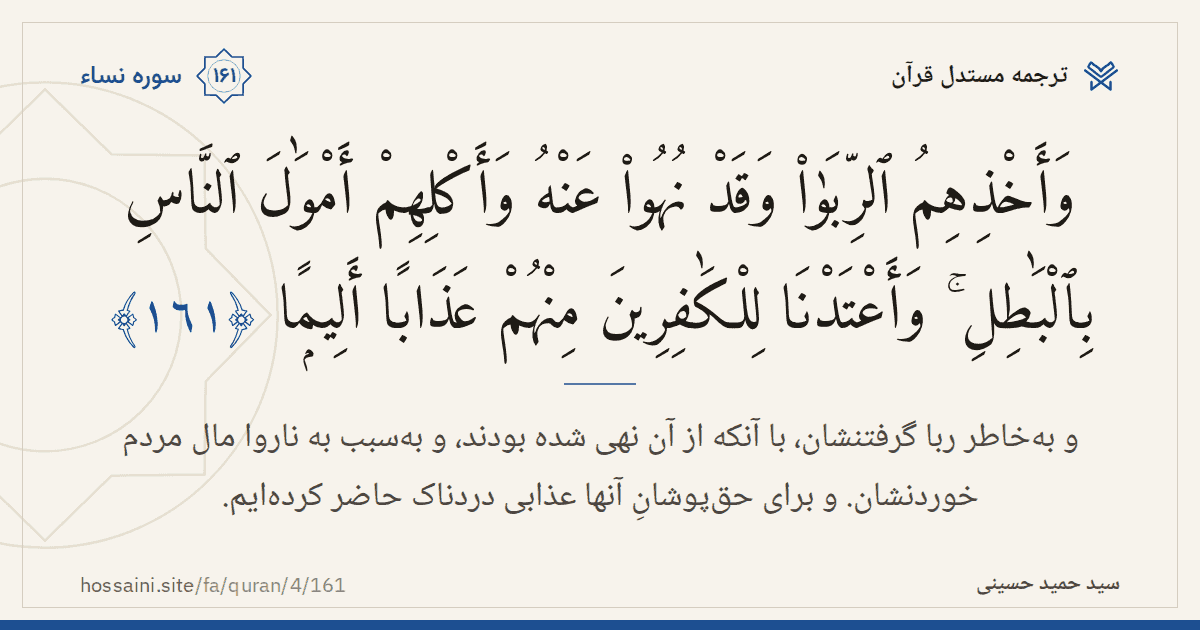 ترجمه مستدل قرآن
۱۶۱ سوره نساء
وَأَخْذِهِمُ ٱلرِّبَوٰا۟ وَقَدْ نُهُوا۟ عَنْهُ وَأَكْلِهِمْ أَمْوَٰلَ ٱلنَّاسِ
بِٱلْبَٰطِلِ ۚ وَأَعْتَدْنَا لِلْكَٰفِرِينَ مِنْهُمْ عَذَابًا أَلِيمًۭا ﴿١٦١﴾
و به‌خاطر ربا گرفتنشان، با آنکه از آن نهی شده بودند، و به‌سبب به ناروا مال مردم
خوردنشان. و برای حق‌پوشانِ آنها عذابی دردناک حاضر کرده‌ایم.
سید حمید حسینی
hossaini.site/fa/quran/4/161